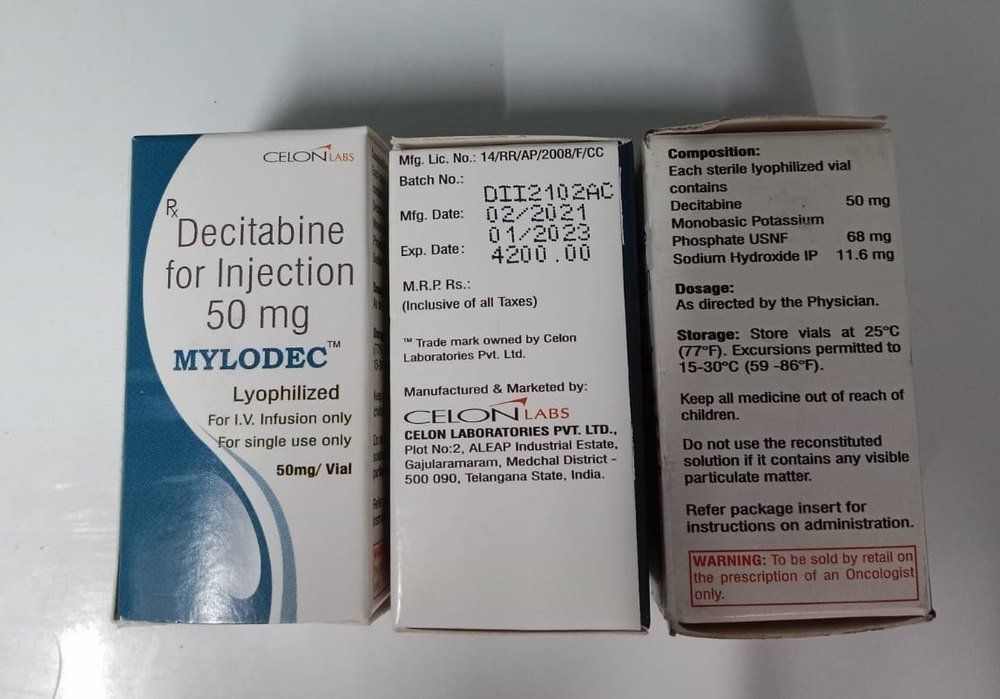 CELON LABS
Rx
Decitabine
for Injection
50 mg
MYLODEC™
Lyophilized
For I.V. Infusion only
For single use only
50mg/ Vial
Mfg. Lic. No.: 14/RR/AP/2008/F/CC
Batch No.:
DII2102AC
Mfg. Date: 02/2021
Exp. Date: 01/2023
4200.00
M.R.P. Rs.:
(Inclusive of all Taxes)
™ Trade mark owned by Celon
Laboratories Pvt. Ltd.
Manufactured & Marketed by:
CELON LABS
CELON LABORATORIES PVT. LTD.,
Plot No:2, ALEAP Industrial Estate,
Gajularamaram, Medchal District -
500 090, Telangana State, India.
Composition:
Each sterile lyophilized vial
contains
Decitabine 50 mg
Monobasic Potassium
Phosphate USNF 68 mg
Sodium Hydroxide IP 11.6 mg
Dosage:
As directed by the Physician.
Storage: Store vials at 25°C
(77°F). Excursions permitted to
15-30°C (59 -86°F).
Keep all medicine out of reach of
children.
Do not use the reconstituted
solution if it contains any visible
particulate matter.
Refer package insert for
instructions on administration.
WARNING: To be sold by retail on
the prescription of an Oncologist
only.